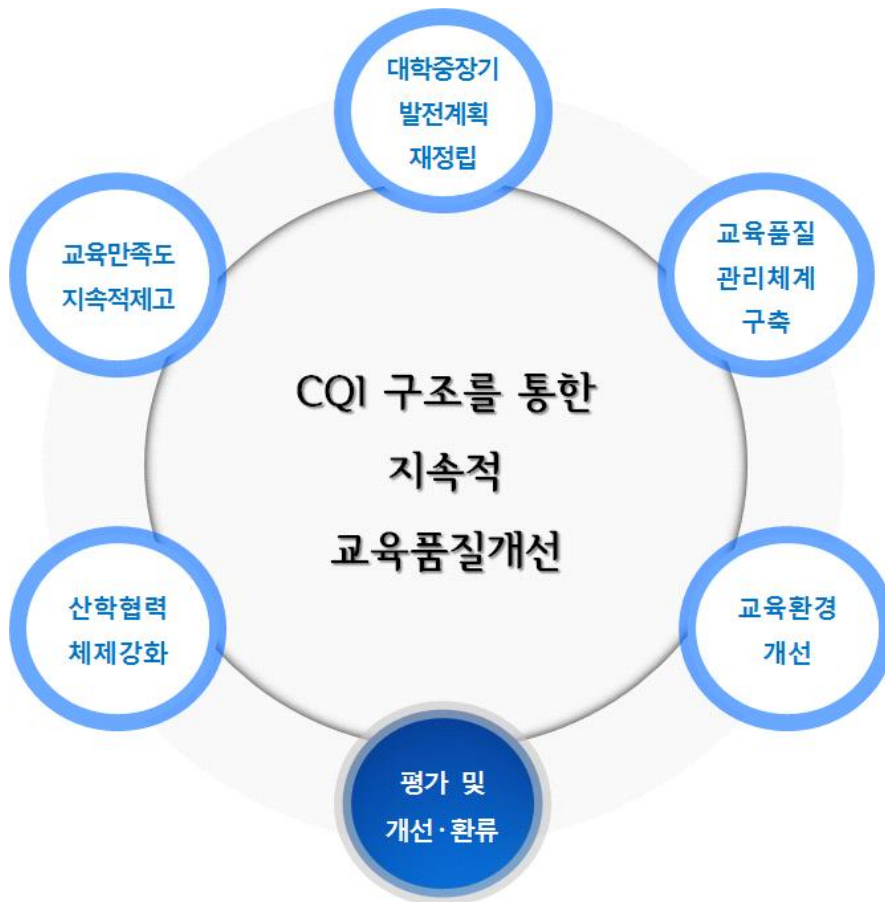 대학중장기
발전계획
재정립
교육만족도
지속적제고
교육품질
관리체계
구축
CQI 구조를 통한
지속적
교육품질개선
산학협력
체제강화
교육환경
개선
평가 및
개선·환류